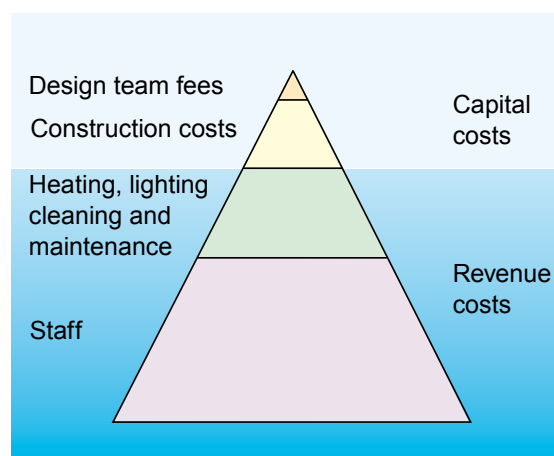 Design team fees
Construction costs
Capital
costs
Heating, lighting
cleaning and
maintenance
Revenue
costs
Staff